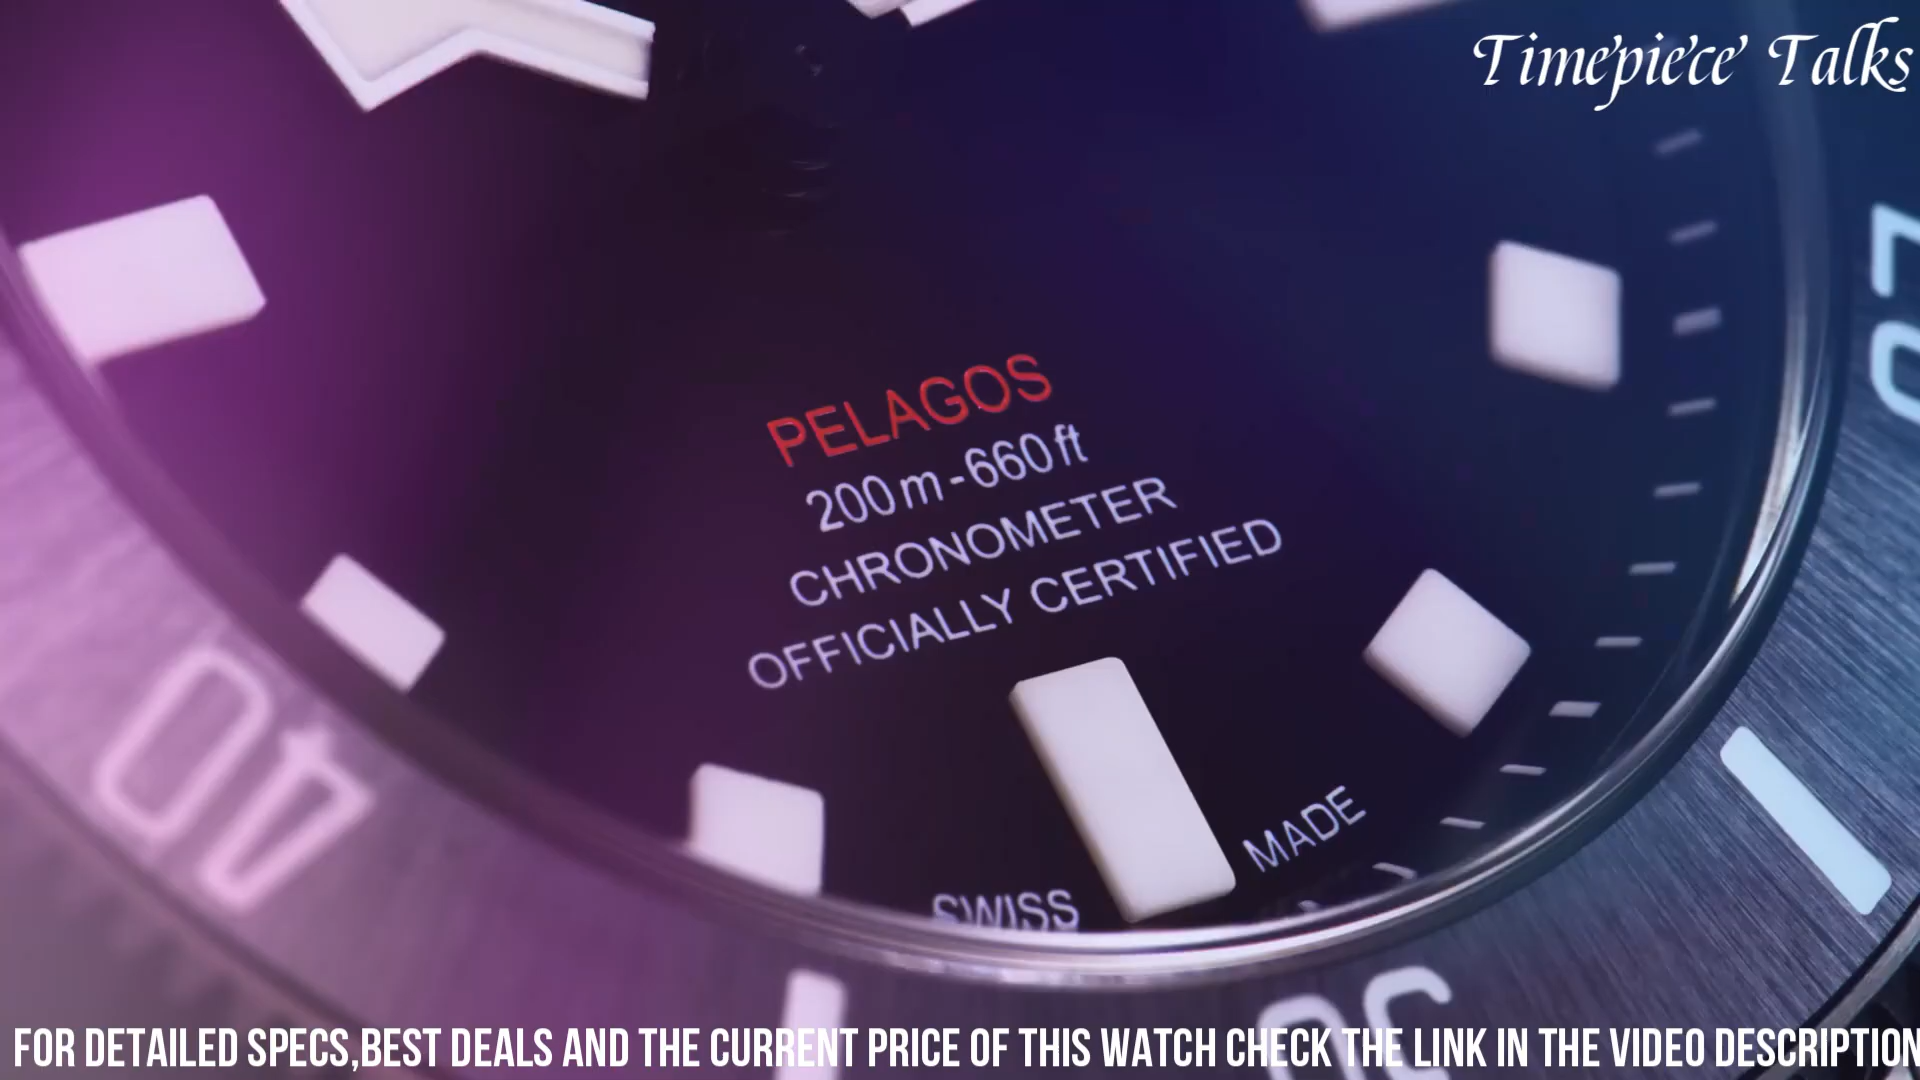 Timepiece Talks
PELAGOS
200m-660ft
CHRONOMETER
OFFICIALLY CERTIFIED
SWISS
MADE
40
FOR DETAILED SPECS,BEST DEALS AND THE CURRENT PRICE OF THIS WATCH CHECK THE LINK IN THE VIDEO DESCRIPTION